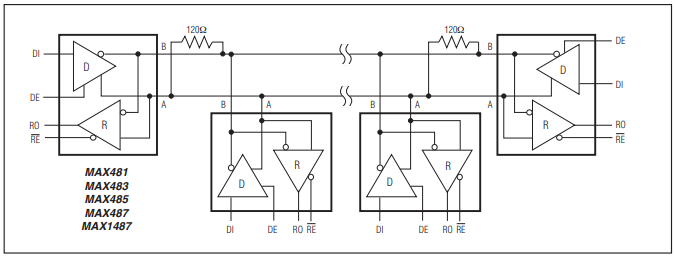 120Ω 120Ω
DI D B B D DE
DE A B A B A A DI
RO R R RO
RE RE
MAX481
MAX483
MAX485
MAX487
MAX1487
D R D R
DI DE RO RE DI DE RO RE